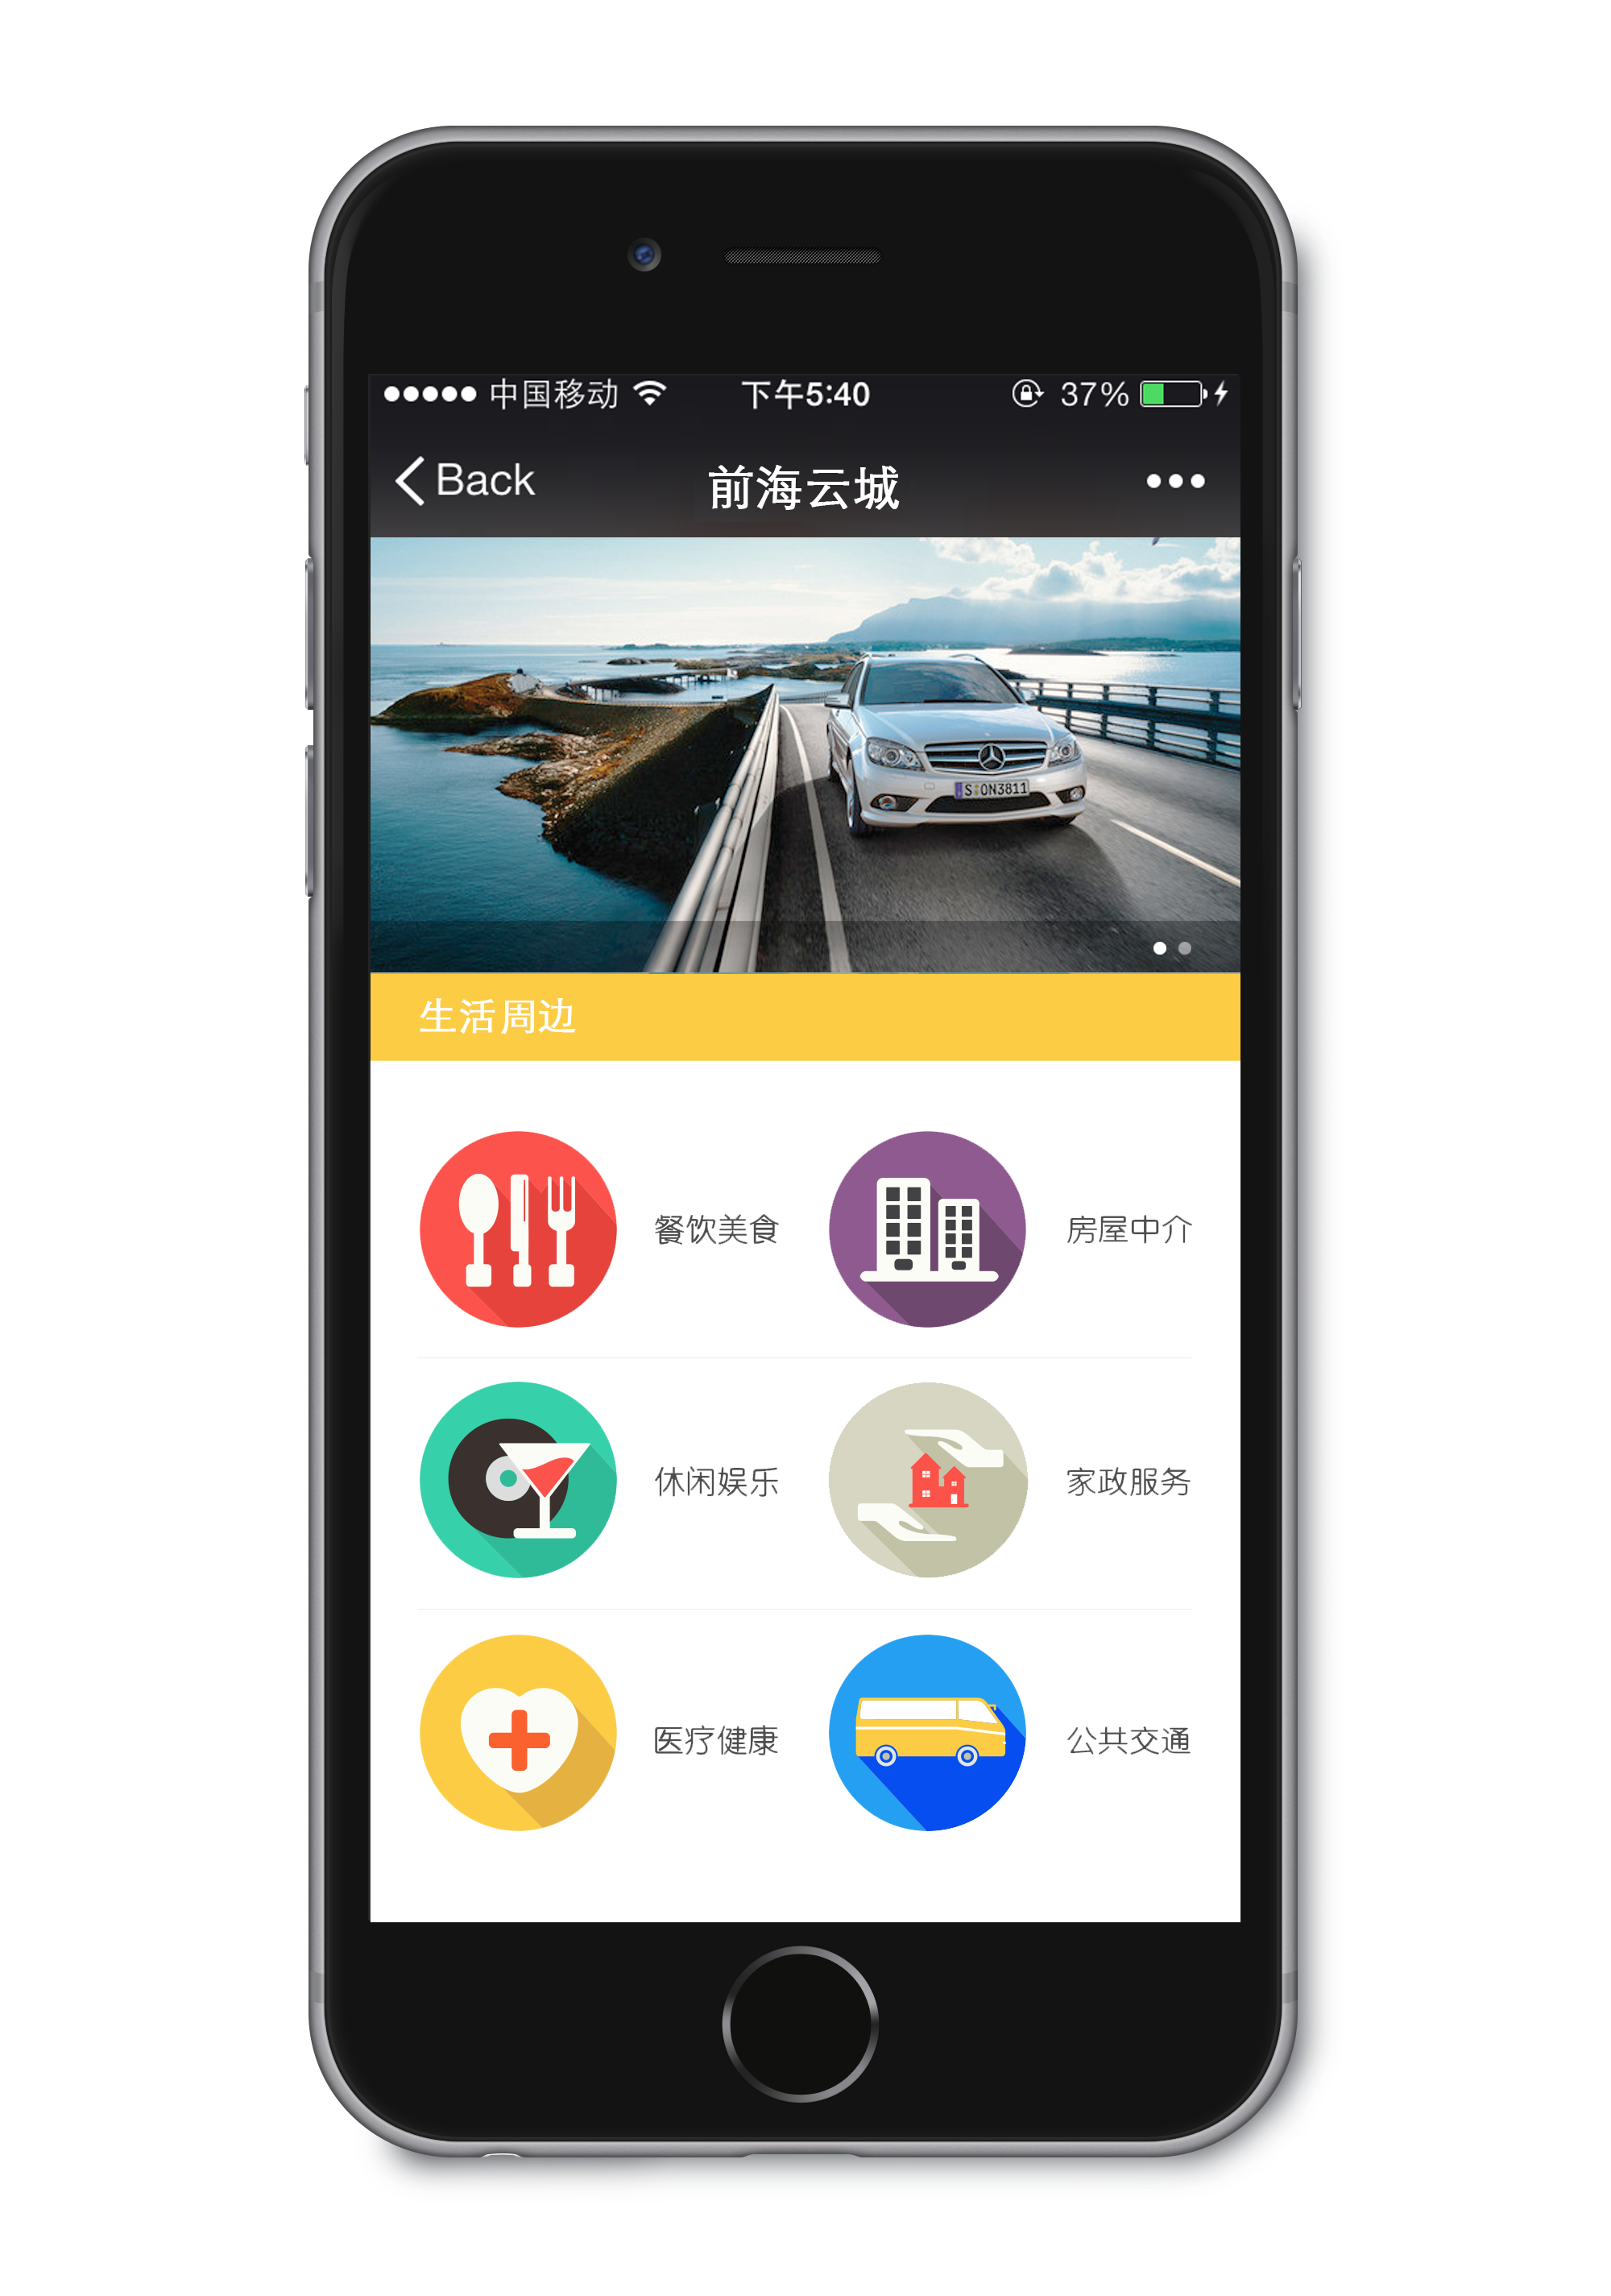 中国移动 下午5:40 37%
Back 前海云城
S ON3811
生活周边
餐饮美食 房屋中介
休闲娱乐 家政服务
医疗健康 公共交通